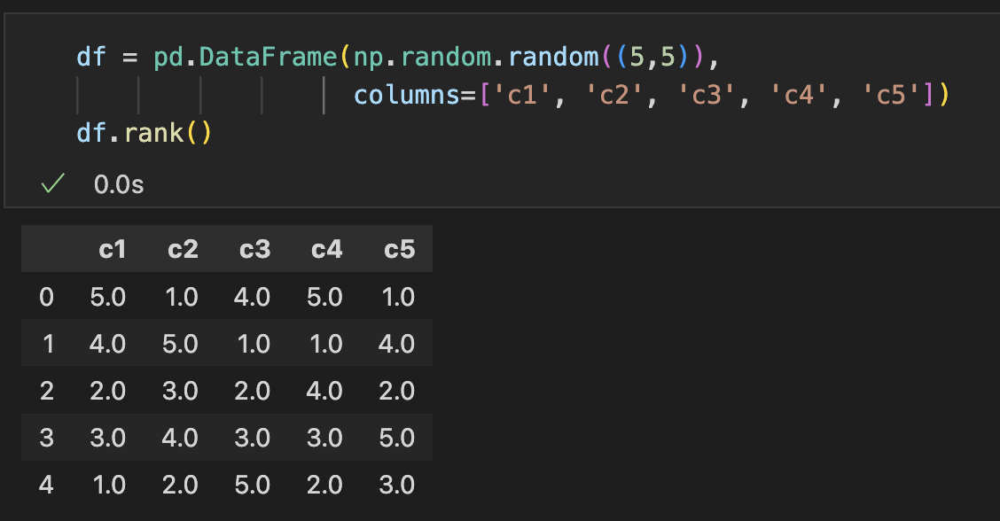 df = pd.DataFrame(np.random.random((5,5)),
columns=['c1', 'c2', 'c3', 'c4', 'c5'])
df.rank()
✓ 0.0s
c1 c2 c3 c4 c5
0 5.0 1.0 4.0 5.0 1.0
1 4.0 5.0 1.0 1.0 4.0
2 2.0 3.0 2.0 4.0 2.0
3 3.0 4.0 3.0 3.0 5.0
4 1.0 2.0 5.0 2.0 3.0